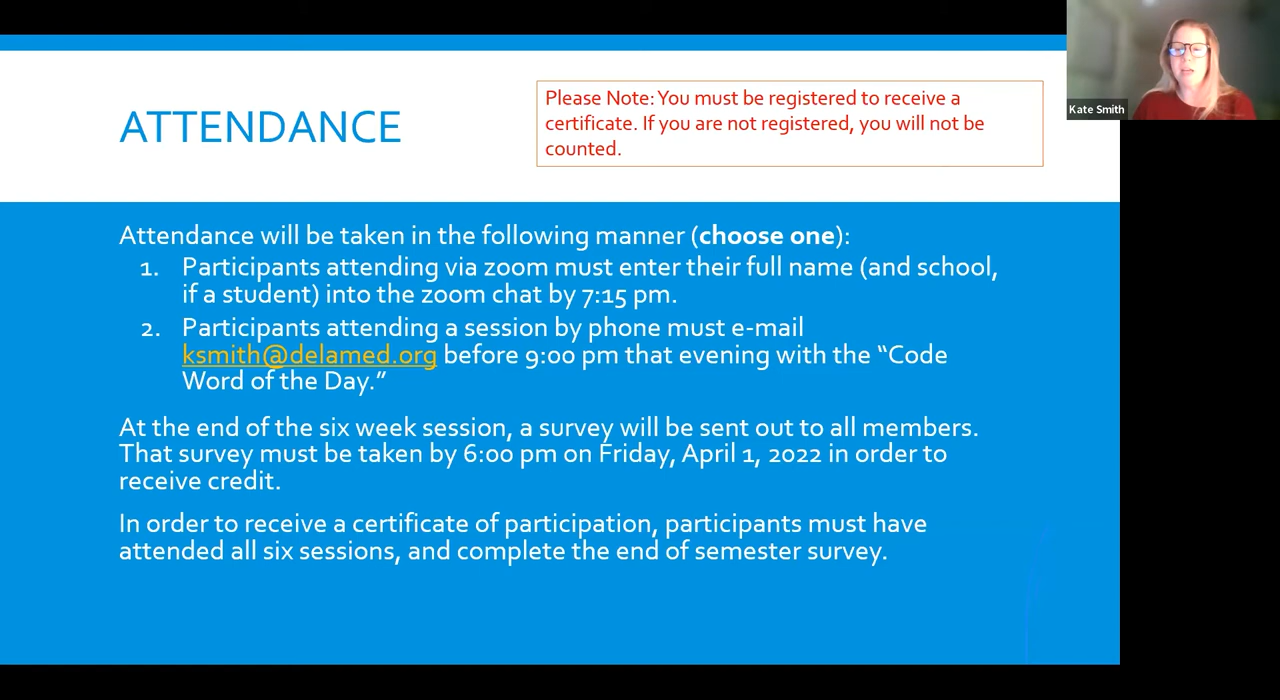 Kate Smith
ATTENDANCE
Please Note: You must be registered to receive a
certificate. If you are not registered, you will not be
counted.
Attendance will be taken in the following manner (choose one):
1. Participants attending via zoom must enter their full name (and school,
if a student) into the zoom chat by 7:15 pm.
2. Participants attending a session by phone must e-mail
ksmith@delamed.org before 9:00 pm that evening with the “Code
Word of the Day.”
At the end of the six week session, a survey will be sent out to all members.
That survey must be taken by 6:00 pm on Friday, April 1, 2022 in order to
receive credit.
In order to receive a certificate of participation, participants must have
attended all six sessions, and complete the end of semester survey.